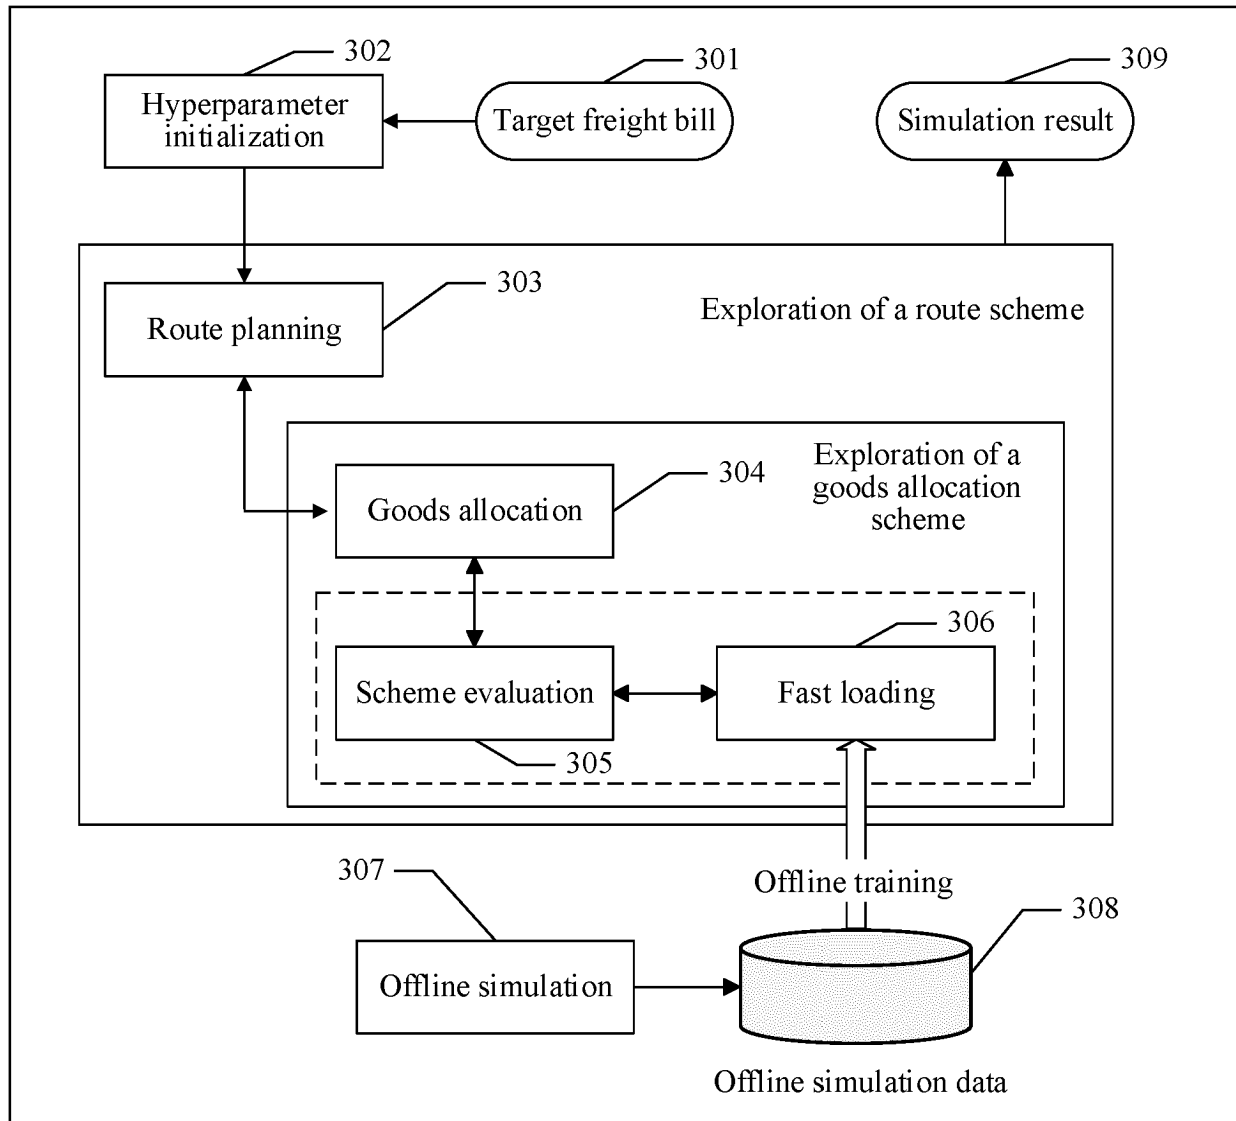 302
301
309
Hyperparameter
initialization
Target freight bill
Simulation result
303
Route planning
Exploration of a route scheme
304
Goods allocation
Exploration of a
goods allocation
scheme
306
Scheme evaluation
Fast loading
305
307
Offline training
308
Offline simulation
Offline simulation data